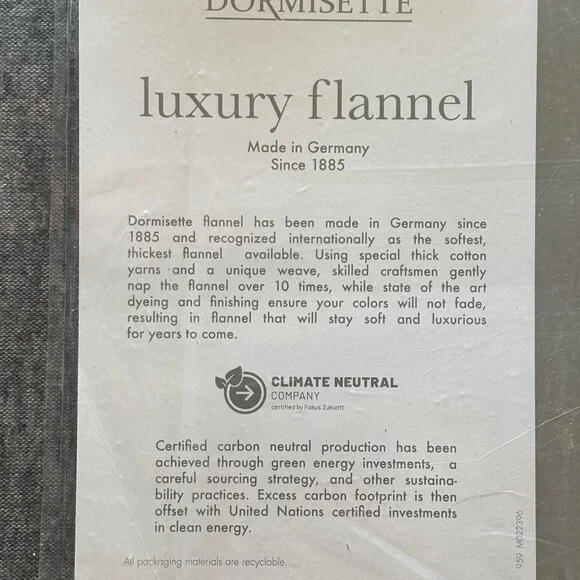 DORMISETTE
luxury flannel
Made in Germany
Since 1885
Dormisette flannel has been made in Germany since
1885 and recognized internationally as the softest,
thickest flannel available. Using special thick cotton
yarns and a unique weave, skilled craftsmen gently
nap the flannel over 10 times, while state of the art
dyeing and finishing ensure your colors will not fade,
resulting in flannel that will stay soft and luxurious
for years to come.
CLIMATE NEUTRAL
COMPANY
certified by Fokus Zukunft
Certified carbon neutral production has been
achieved through green energy investments, a
careful sourcing strategy, and other sustaina-
bility practices. Excess carbon footprint is then
offset with United Nations certified investments
in clean energy.
All packaging materials are recyclable.
959 MD22396